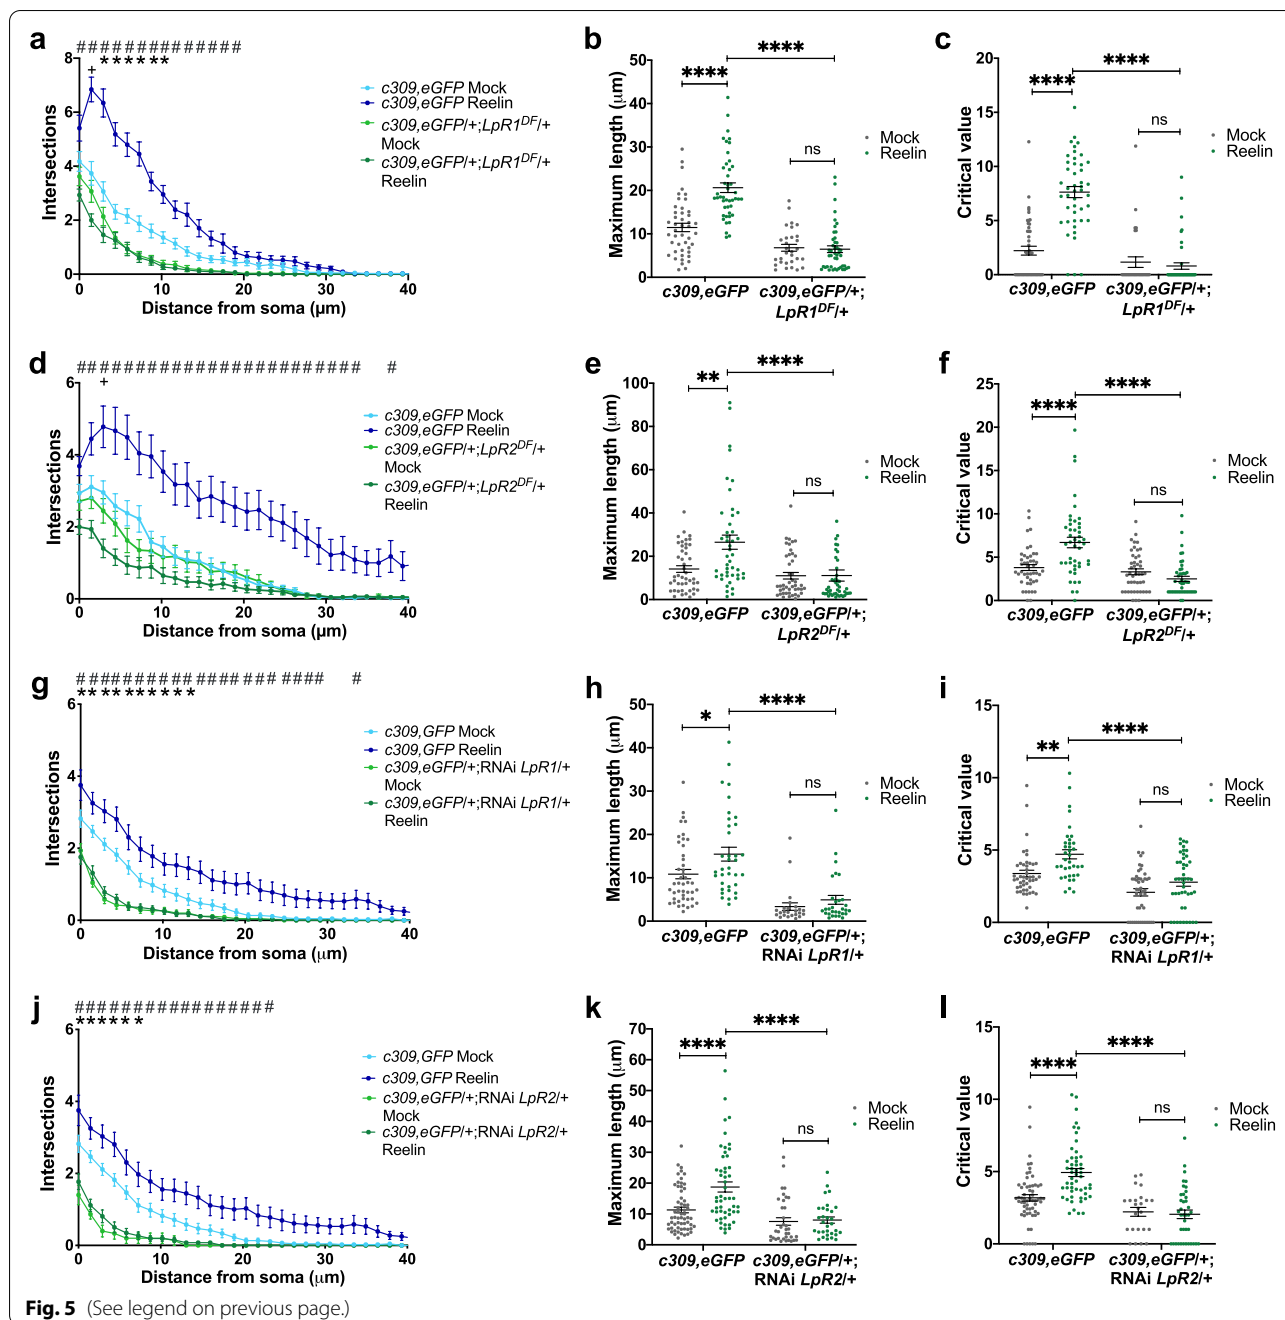 a
##############
******
+
8
6
4
2
0
Intersections
0 10 20 30 40
Distance from soma (µm)
c309,eGFP Mock
c309,eGFP Reelin
c309,eGFP/+;LpR1DF/+
Mock
c309,eGFP/+;LpR1DF/+
Reelin
b
****
****
ns
50
40
30
20
10
0
Maximum length (µm)
Mock
Reelin
c309,eGFP
c309,eGFP/+;
LpR1DF/+
c
****
****
ns
20
15
10
5
0
Critical value
Mock
Reelin
c309,eGFP
c309,eGFP/+;
LpR1DF/+
d
+
6
4
2
0
Intersections
0 10 20 30 40
Distance from soma (µm)
c309,eGFP Mock
c309,eGFP Reelin
c309,eGFP/+;LpR2DF/+
Mock
c309,eGFP/+;LpR2DF/+
Reelin
e
****
**
ns
100
80
60
40
20
0
Maximum length (µm)
Mock
Reelin
c309,eGFP
c309,eGFP/+;
LpR2DF/+
f
****
****
ns
25
20
15
10
5
0
Critical value
Mock
Reelin
c309,eGFP
c309,eGFP/+;
LpR2DF/+
g
**********
6
4
2
0
Intersections
0 10 20 30 40
Distance from soma (µm)
c309,GFP Mock
c309,GFP Reelin
c309,eGFP/+;RNAi LpR1/+
Mock
c309,eGFP/+;RNAi LpR1/+
Reelin
h
****
*
ns
50
40
30
20
10
0
Maximum length (µm)
Mock
Reelin
c309,eGFP
c309,eGFP/+;
RNAi LpR1/+
i
****
**
ns
15
10
5
0
Critical value
Mock
Reelin
c309,eGFP
c309,eGFP/+;
RNAi LpR1/+
j
#################
******
6
4
2
0
Intersections
0 10 20 30 40
Distance from soma (µm)
c309,GFP Mock
c309,GFP Reelin
c309,eGFP/+;RNAi LpR2/+
Mock
c309,eGFP/+;RNAi LpR2/+
Reelin
k
****
****
ns
70
60
50
40
30
20
10
0
Maximum length (µm)
Mock
Reelin
c309,eGFP
c309,eGFP/+;
RNAi LpR2/+
l
****
****
ns
15
10
5
0
Critical value
Mock
Reelin
c309,eGFP
c309,eGFP/+;
RNAi LpR2/+
Fig. 5 (See legend on previous page.)